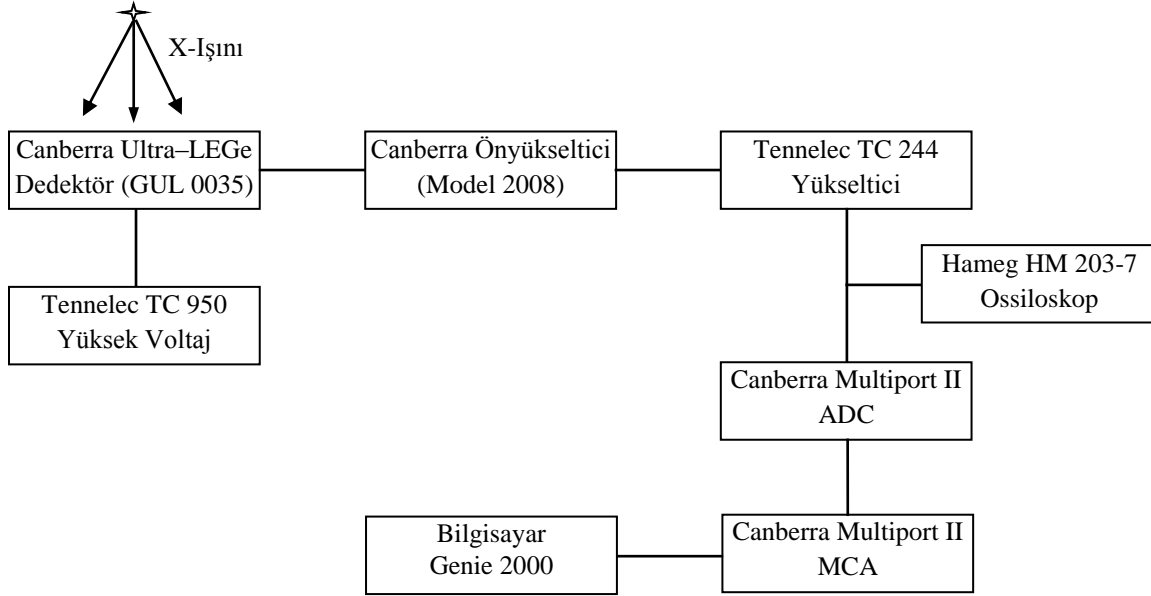 X-Işını
Canberra Ultra–LEGe
Dedektör (GUL 0035)
Canberra Önyükseltici
(Model 2008)
Tennelec TC 244
Yükseltici
Hameg HM 203-7
Ossiloskop
Tennelec TC 950
Yüksek Voltaj
Canberra Multiport II
ADC
Bilgisayar
Genie 2000
Canberra Multiport II
MCA